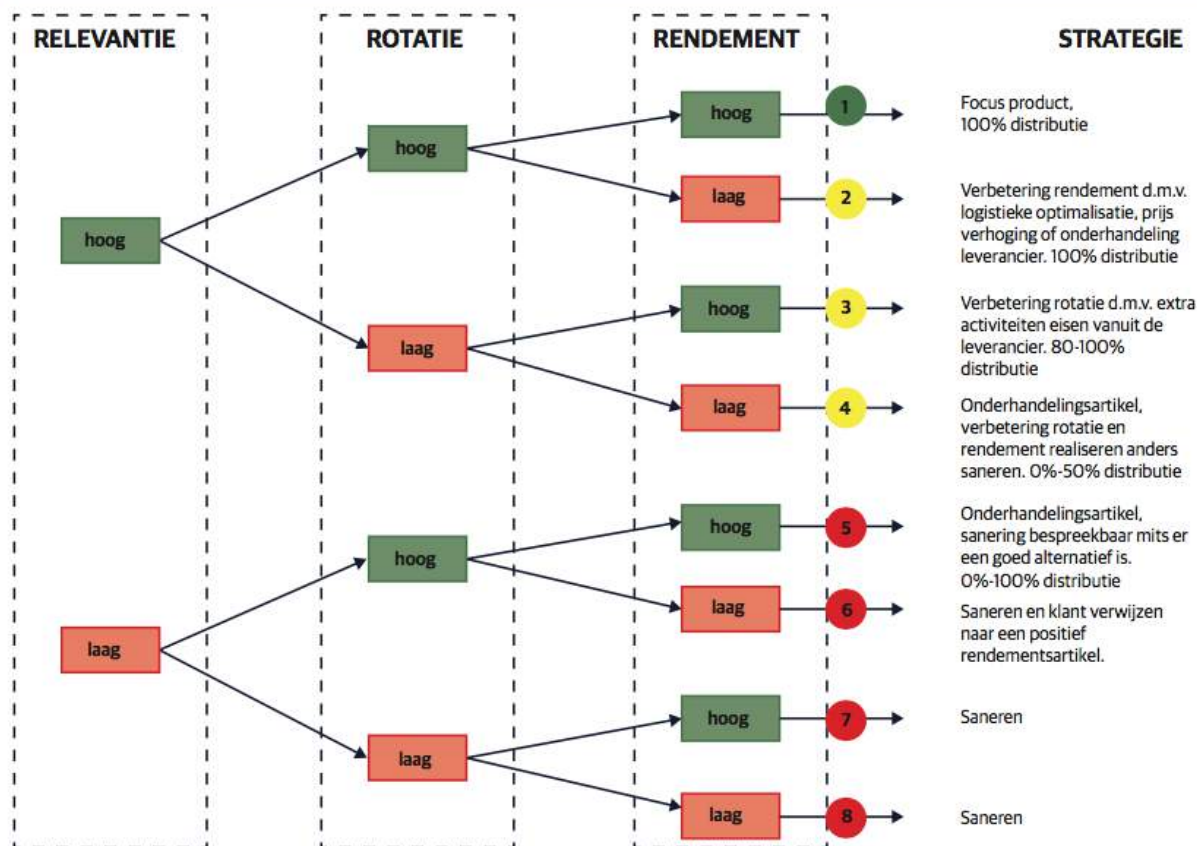 RELEVANTIE
ROTATIE
RENDEMENT
STRATEGIE
hoog
hoog
hoog
1
Focus product,
100% distributie
laag
2
Verbetering rendement d.m.v.
logistieke optimalisatie, prijs
verhoging of onderhandeling
leverancier. 100% distributie
laag
hoog
3
Verbetering rotatie d.m.v. extra
activiteiten eisen vanuit de
leverancier. 80-100%
distributie
laag
4
Onderhandelingsartikel,
verbetering rotatie en
rendement realiseren anders
saneren. 0%-50% distributie
laag
hoog
hoog
5
Onderhandelingsartikel,
sanering bespreekbaar mits er
een goed alternatief is.
0%-100% distributie
laag
6
Saneren en klant verwijzen
naar een positief
rendementsartikel.
laag
hoog
7
Saneren
laag
8
Saneren